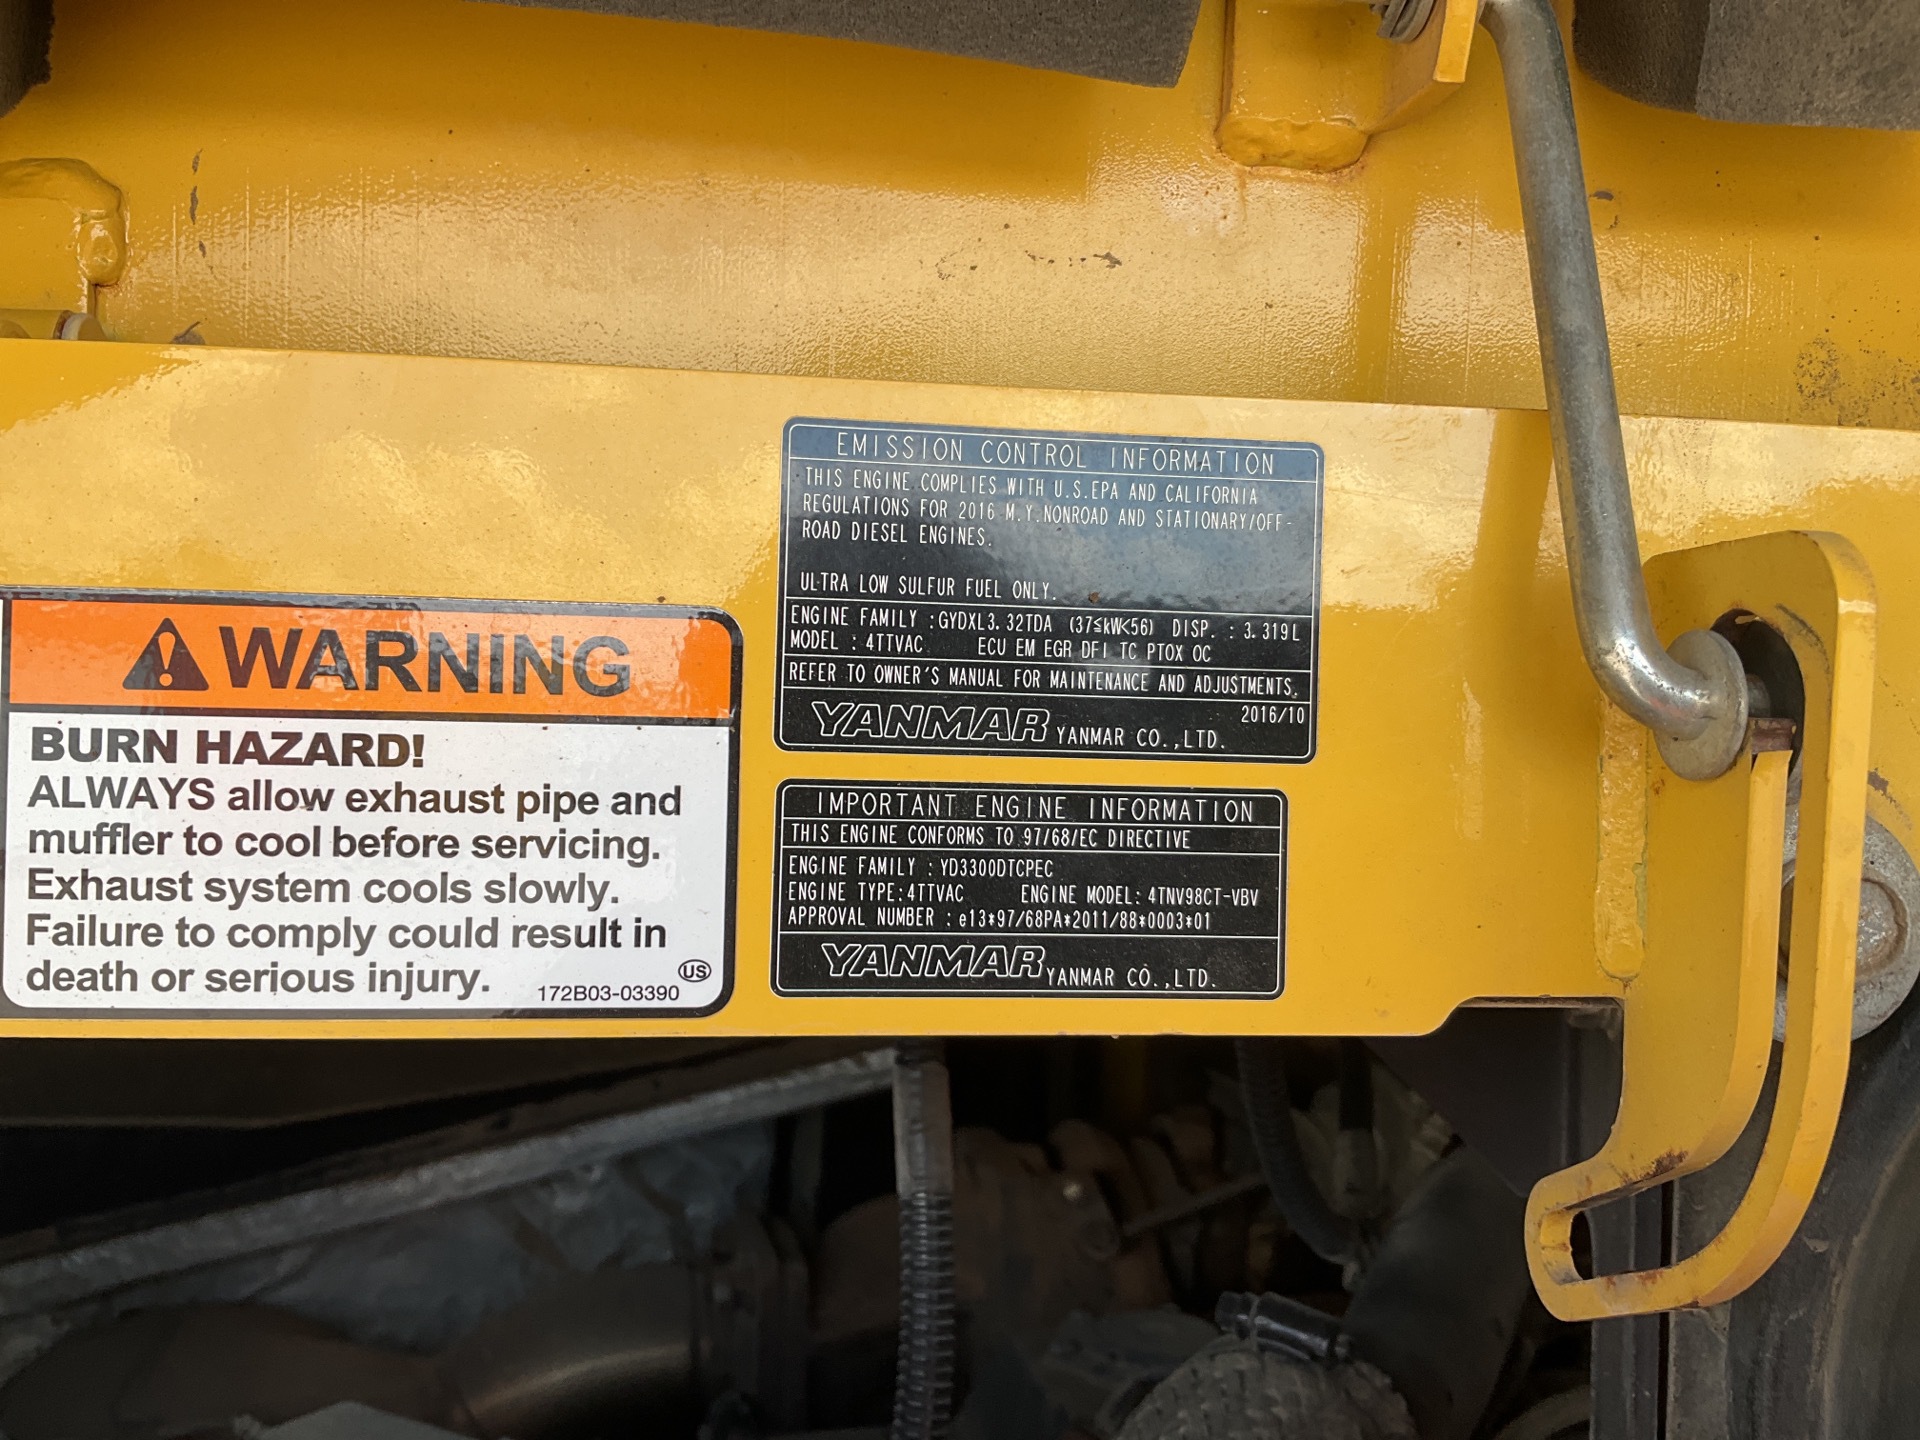 EMISSION CONTROL INFORMATION
THIS ENGINE COMPLIES WITH U.S.EPA AND CALIFORNIA
REGULATIONS FOR 2016 M.Y.NONROAD AND STATIONARY/OFF-
ROAD DIESEL ENGINES.
ULTRA LOW SULFUR FUEL ONLY.
ENGINE FAMILY :GYDXL3.32TDA (37≦kW<56) DISP. : 3.319L
MODEL : 4TTVAC ECU EM EGR DFI TC PTOX OC
REFER TO OWNER'S MANUAL FOR MAINTENANCE AND ADJUSTMENTS.
2016/10
YANMAR YANMAR CO.,LTD.
WARNING
BURN HAZARD!
ALWAYS allow exhaust pipe and
muffler to cool before servicing.
Exhaust system cools slowly.
Failure to comply could result in
death or serious injury.
US
172B03-03390
IMPORTANT ENGINE INFORMATION
THIS ENGINE CONFORMS TO 97/68/EC DIRECTIVE
ENGINE FAMILY : YD3300DTCPEC
ENGINE TYPE:4TTVAC ENGINE MODEL: 4TNV98CT-VBV
APPROVAL NUMBER : e13*97/68PA*2011/88*0003*01
YANMAR YANMAR CO.,LTD.